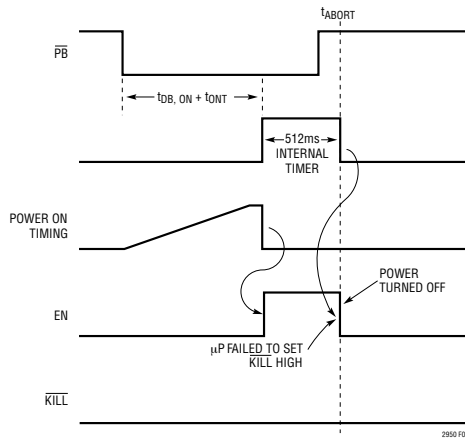 tABORT
PB
tDB, ON + tONT
512ms
INTERNAL
TIMER
POWER ON
TIMING
POWER
TURNED OFF
EN
µP FAILED TO SET
KILL HIGH
KILL
2950 F0